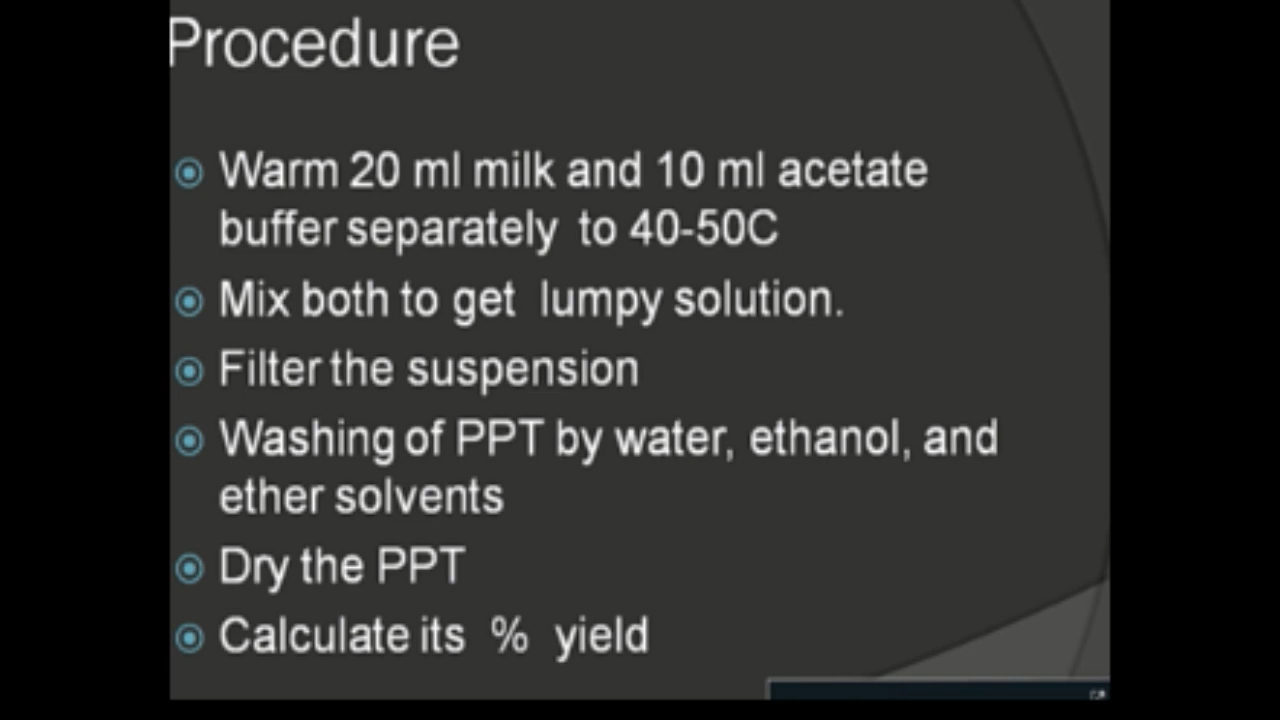 Procedure
Warm 20 ml milk and 10 ml acetate
buffer separately to 40-50C
Mix both to get lumpy solution.
Filter the suspension
Washing of PPT by water, ethanol, and
ether solvents
Dry the PPT
Calculate its % yield